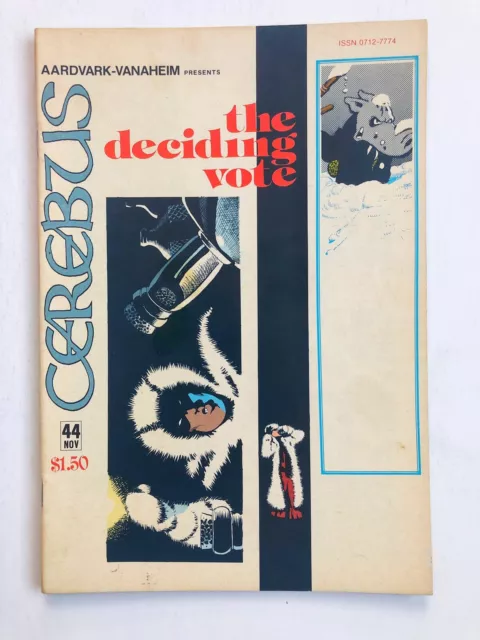 ISSN 0712-7774
AARDVARK-VANAHEIM PRESENTS
CEREBUS
the
deciding
vote
44
NOV
$1.50